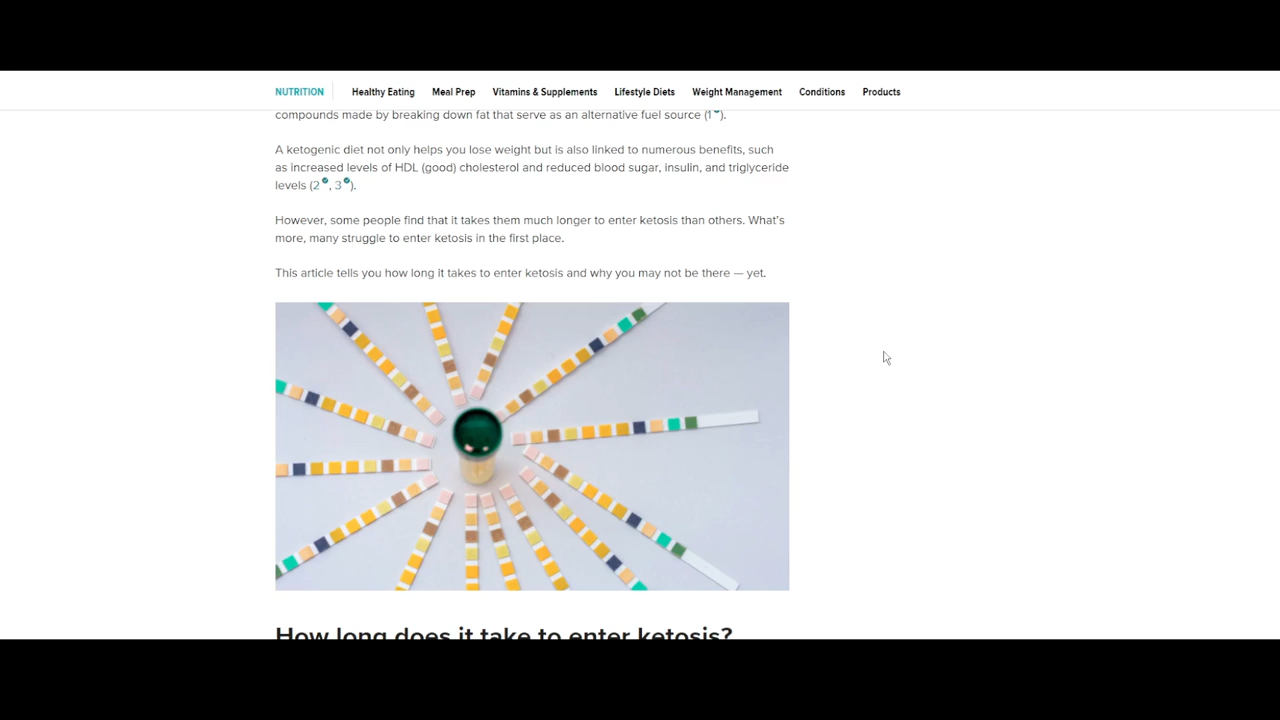 NUTRITION Healthy Eating Meal Prep Vitamins & Supplements Lifestyle Diets Weight Management Conditions Products
compounds made by breaking down fat that serve as an alternative fuel source (1).
A ketogenic diet not only helps you lose weight but is also linked to numerous benefits, such
as increased levels of HDL (good) cholesterol and reduced blood sugar, insulin, and triglyceride
levels (2, 3).
However, some people find that it takes them much longer to enter ketosis than others. What’s
more, many struggle to enter ketosis in the first place.
This article tells you how long it takes to enter ketosis and why you may not be there — yet.
How long does it take to enter ketosis?